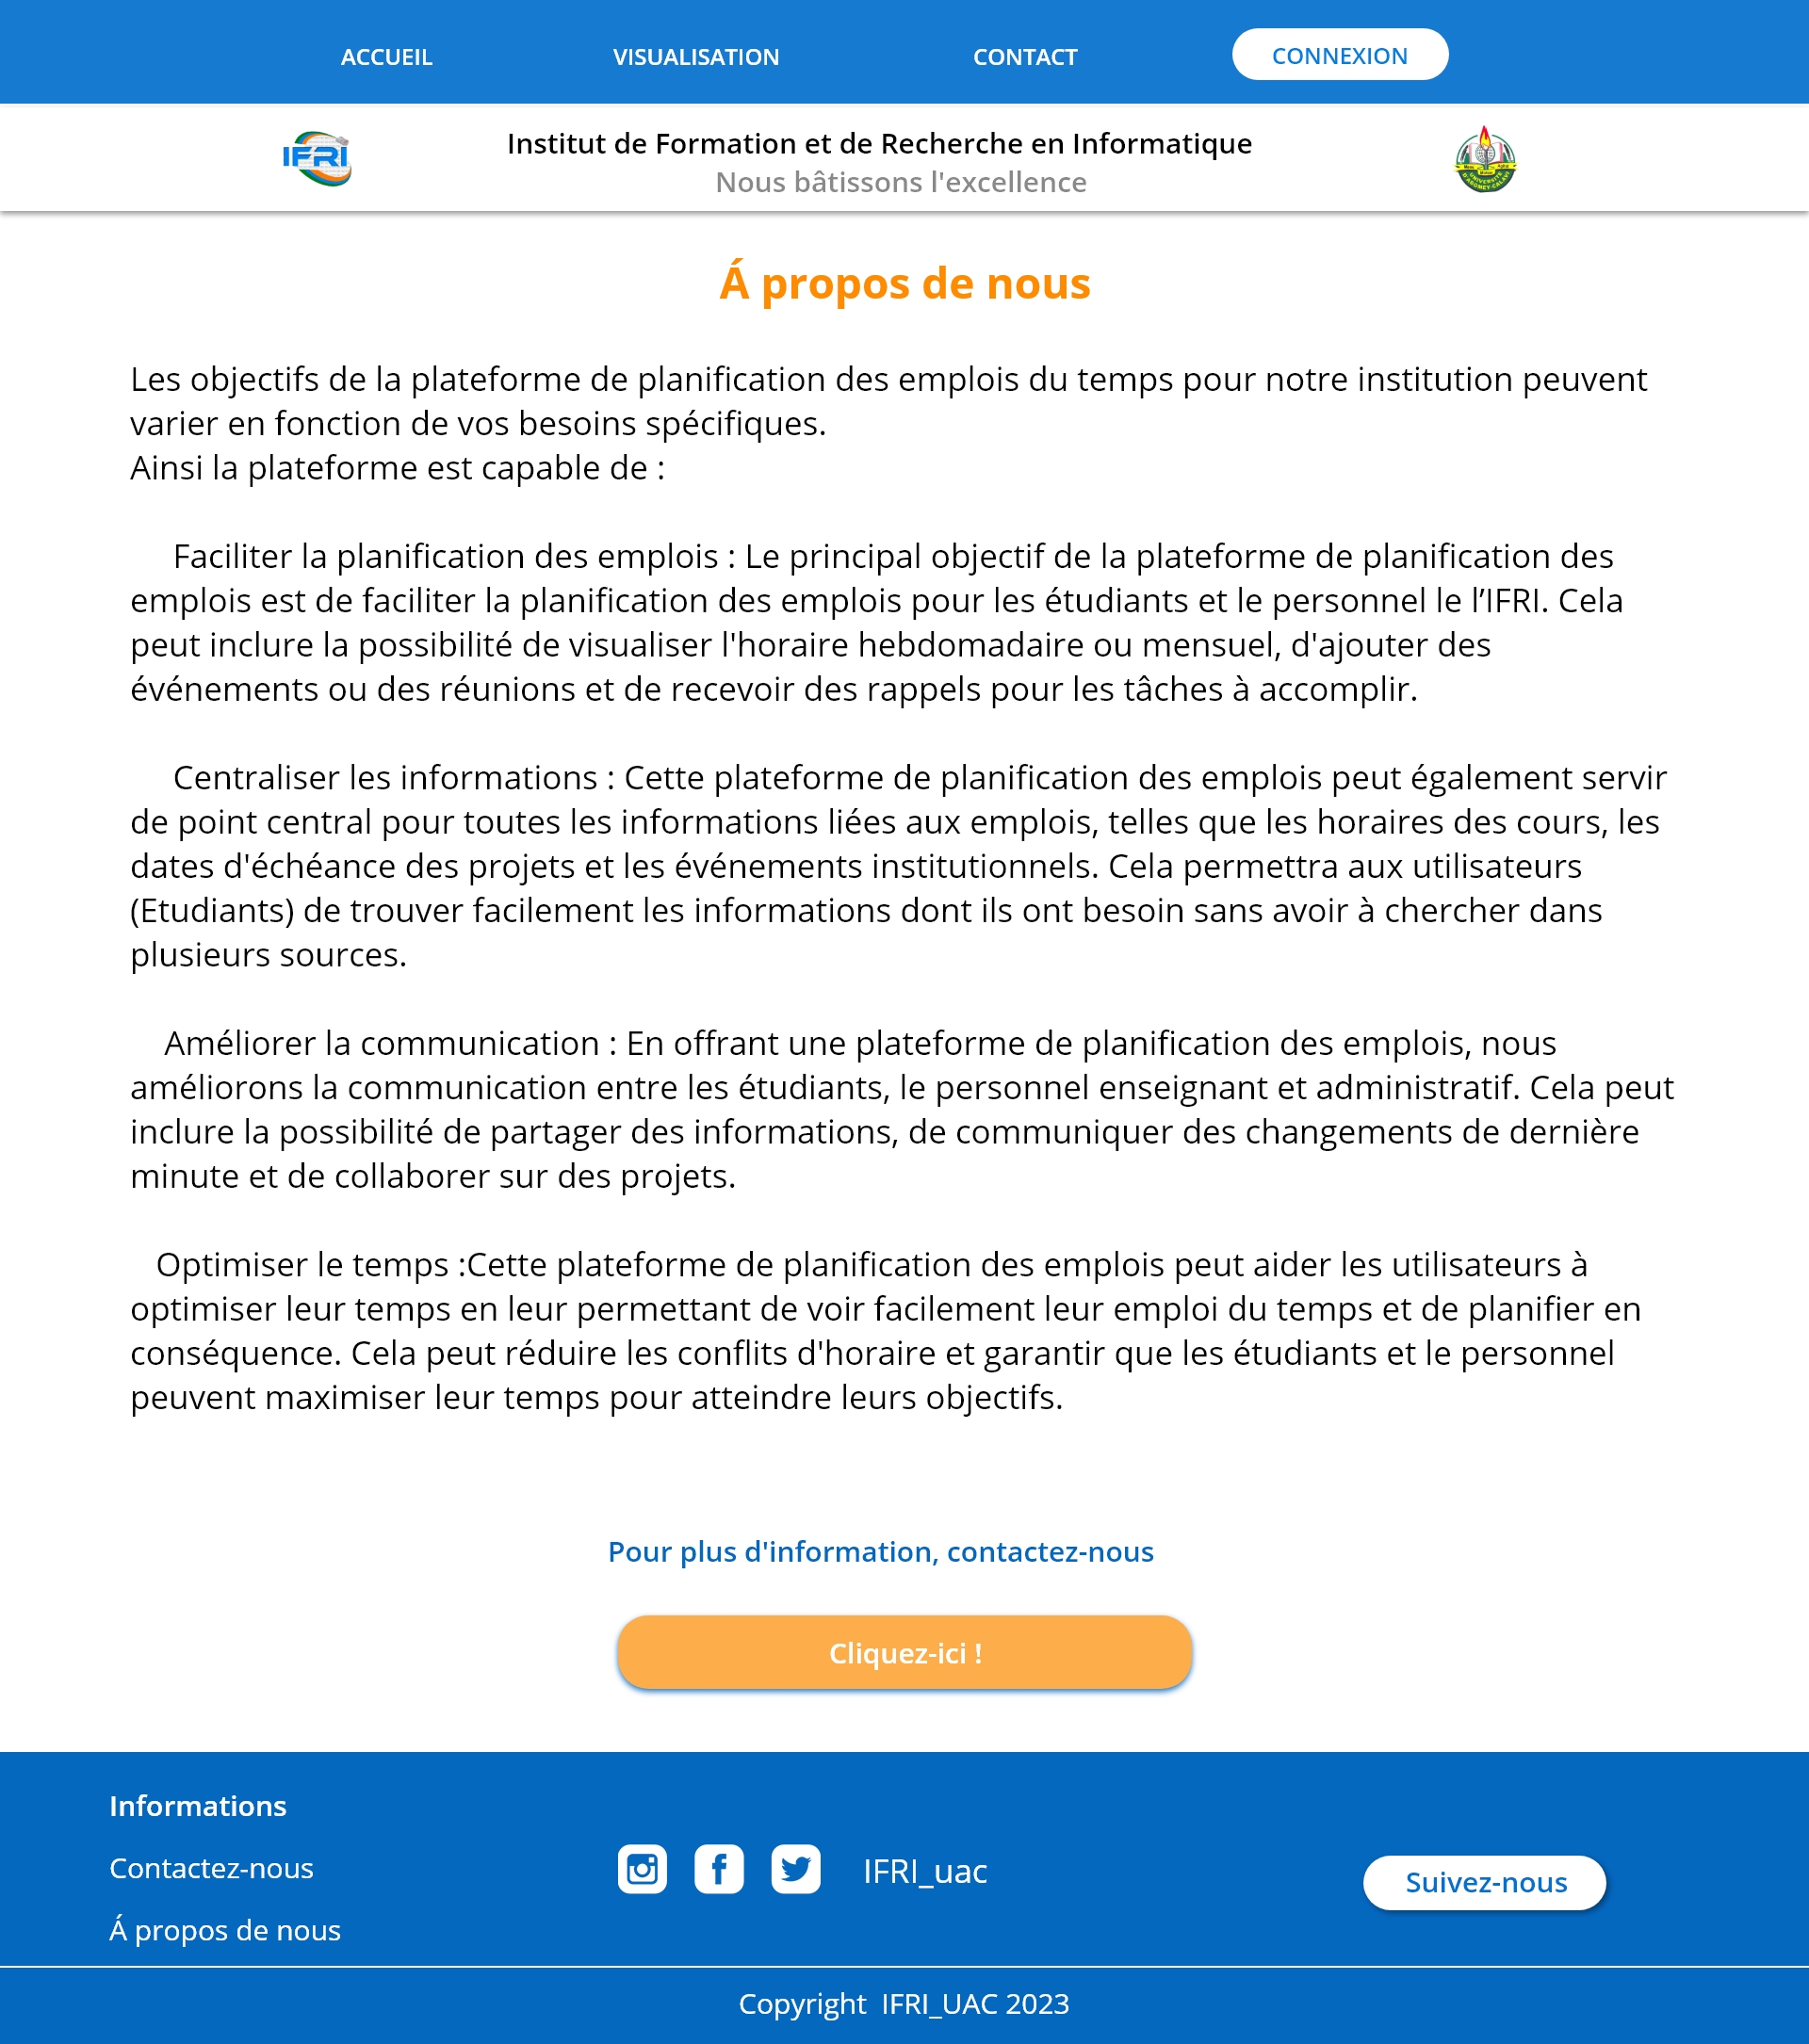 ACCUEIL VISUALISATION CONTACT CONNEXION
IFRI
Institut de Formation et de Recherche en Informatique
Nous bâtissons l'excellence
UNIVERSITE
D'ABOMEY-CALAVI
Á propos de nous
Les objectifs de la plateforme de planification des emplois du temps pour notre institution peuvent
varier en fonction de vos besoins spécifiques.
Ainsi la plateforme est capable de :
Faciliter la planification des emplois : Le principal objectif de la plateforme de planification des
emplois est de faciliter la planification des emplois pour les étudiants et le personnel le l’IFRI. Cela
peut inclure la possibilité de visualiser l'horaire hebdomadaire ou mensuel, d'ajouter des
événements ou des réunions et de recevoir des rappels pour les tâches à accomplir.
Centraliser les informations : Cette plateforme de planification des emplois peut également servir
de point central pour toutes les informations liées aux emplois, telles que les horaires des cours, les
dates d'échéance des projets et les événements institutionnels. Cela permettra aux utilisateurs
(Etudiants) de trouver facilement les informations dont ils ont besoin sans avoir à chercher dans
plusieurs sources.
Améliorer la communication : En offrant une plateforme de planification des emplois, nous
améliorons la communication entre les étudiants, le personnel enseignant et administratif. Cela peut
inclure la possibilité de partager des informations, de communiquer des changements de dernière
minute et de collaborer sur des projets.
Optimiser le temps :Cette plateforme de planification des emplois peut aider les utilisateurs à
optimiser leur temps en leur permettant de voir facilement leur emploi du temps et de planifier en
conséquence. Cela peut réduire les conflits d'horaire et garantir que les étudiants et le personnel
peuvent maximiser leur temps pour atteindre leurs objectifs.
Pour plus d'information, contactez-nous
Cliquez-ici !
Informations
Contactez-nous
Á propos de nous
IFRI_uac
Suivez-nous
Copyright  IFRI_UAC 2023